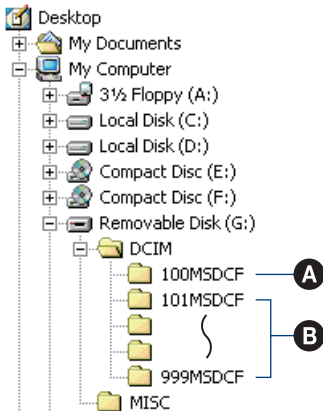 Desktop
My Documents
My Computer
3½ Floppy (A:)
Local Disk (C:)
Local Disk (D:)
Compact Disc (E:)
Compact Disc (F:)
Removable Disk (G:)
DCIM
100MSDCF
A
101MSDCF
B
999MSDCF
MISC